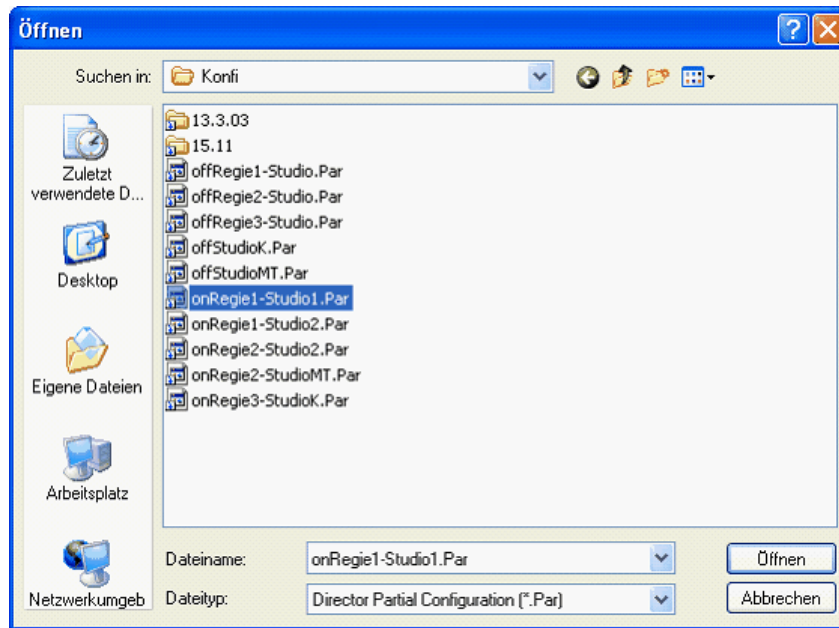 Öffnen
Suchen in: Konfi
13.3.03
15.11
offRegie1-Studio.Par
offRegie2-Studio.Par
offRegie3-Studio.Par
offStudioK.Par
offStudioMT.Par
onRegie1-Studio1.Par
onRegie1-Studio2.Par
onRegie2-Studio2.Par
onRegie2-StudioMT.Par
onRegie3-StudioK.Par
Zuletzt
verwendete D...
Desktop
Eigene Dateien
Arbeitsplatz
Netzwerkumgeb
Dateiname: onRegie1-Studio1.Par Öffnen
Dateityp: Director Partial Configuration (*.Par) Abbrechen